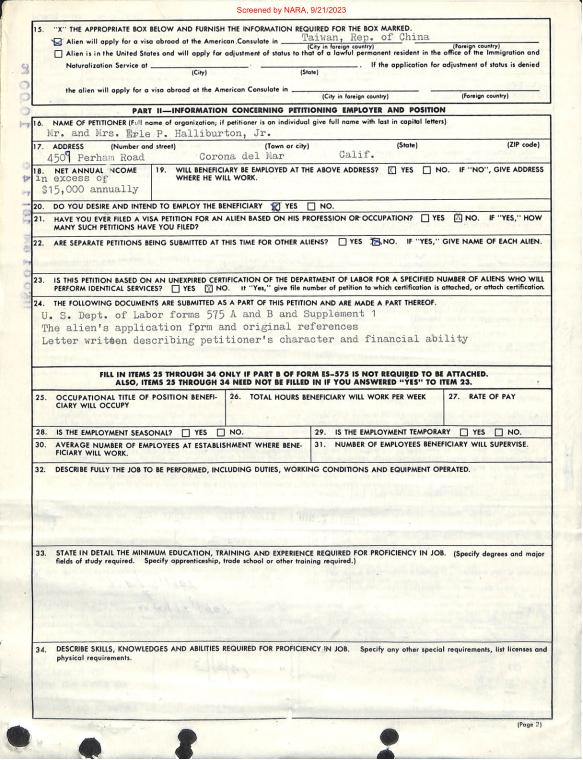 Screened by NARA, 9/21/2023
15. "X" THE APPROPRIATE BOX BELOW AND FURNISH THE INFORMATION REQUIRED FOR THE BOX MARKED.
Alien will apply for a visa abroad at the American Consulate in Taiwan, Rep. of China
(City in foreign country) (Foreign country)
Alien is in the United States and will apply for adjustment of status to that of a lawful permanent resident in the office of the Immigration and
Naturalization Service at . If the application for adjustment of status is denied
(City) (State)
the alien will apply for a visa abroad at the American Consulate in
(City in foreign country) (Foreign country)
PART II—INFORMATION CONCERNING PETITIONING EMPLOYER AND POSITION
16. NAME OF PETITIONER (Full name of organization; if petitioner is an individual give full name with last in capital letters)
Mr. and Mrs. Erle P. Halliburton, Jr.
17. ADDRESS (Number and street) (Town or city) (State) (ZIP code)
4507 Perham Road Corona del Mar Calif.
18. NET ANNUAL INCOME 19. WILL BENEFICIARY BE EMPLOYED AT THE ABOVE ADDRESS? X YES NO. IF "NO", GIVE ADDRESS
in excess of WHERE HE WILL WORK.
$15,000 annually
20. DO YOU DESIRE AND INTEND TO EMPLOY THE BENEFICIARY X YES NO.
21. HAVE YOU EVER FILED A VISA PETITION FOR AN ALIEN BASED ON HIS PROFESSION OR OCCUPATION? YES X NO. IF "YES," HOW
MANY SUCH PETITIONS HAVE YOU FILED?
22. ARE SEPARATE PETITIONS BEING SUBMITTED AT THIS TIME FOR OTHER ALIENS? YES X NO. IF "YES," GIVE NAME OF EACH ALIEN.
23. IS THIS PETITION BASED ON AN UNEXPIRED CERTIFICATION OF THE DEPARTMENT OF LABOR FOR A SPECIFIED NUMBER OF ALIENS WHO WILL
PERFORM IDENTICAL SERVICES? YES X NO. If "Yes," give file number of petition to which certification is attached, or attach certification.
24. THE FOLLOWING DOCUMENTS ARE SUBMITTED AS A PART OF THIS PETITION AND ARE MADE A PART THEREOF.
U. S. Dept. of Labor forms 575 A and B and Supplement 1
The alien's application form and original references
Letter written describing petitioner's character and financial ability
FILL IN ITEMS 25 THROUGH 34 ONLY IF PART B OF FORM ES-575 IS NOT REQUIRED TO BE ATTACHED.
ALSO, ITEMS 25 THROUGH 34 NEED NOT BE FILLED IN IF YOU ANSWERED "YES" TO ITEM 23.
25. OCCUPATIONAL TITLE OF POSITION BENEFI- 26. TOTAL HOURS BENEFICIARY WILL WORK PER WEEK 27. RATE OF PAY
CIARY WILL OCCUPY
28. IS THE EMPLOYMENT SEASONAL? YES NO. 29. IS THE EMPLOYMENT TEMPORARY YES NO.
30. AVERAGE NUMBER OF EMPLOYEES AT ESTABLISHMENT WHERE BENE- 31. NUMBER OF EMPLOYEES BENEFICIARY WILL SUPERVISE.
FICIARY WILL WORK.
32. DESCRIBE FULLY THE JOB TO BE PERFORMED, INCLUDING DUTIES, WORKING CONDITIONS AND EQUIPMENT OPERATED.
33. STATE IN DETAIL THE MINIMUM EDUCATION, TRAINING AND EXPERIENCE REQUIRED FOR PROFICIENCY IN JOB. (Specify degrees and major
fields of study required. Specify apprenticeship, trade school or other training required.)
34. DESCRIBE SKILLS, KNOWLEDGES AND ABILITIES REQUIRED FOR PROFICIENCY IN JOB. Specify any other special requirements, list licenses and
physical requirements.
(Page 2)